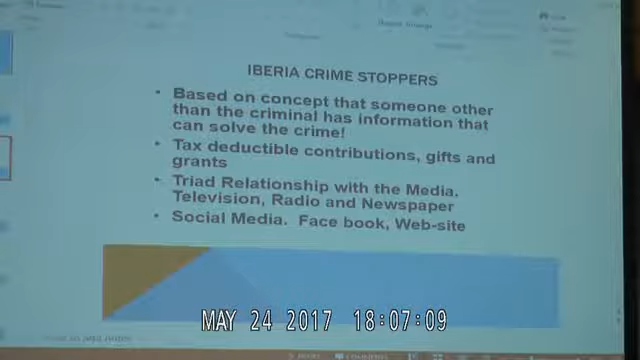 IBERIA CRIME STOPPERS
• Based on concept that someone other
than the criminal has information that
can solve the crime!
• Tax deductible contributions, gifts and
grants
• Triad Relationship with the Media.
Television, Radio and Newspaper
• Social Media.  Face book, Web-site
MAY 24 2017 18:07:09